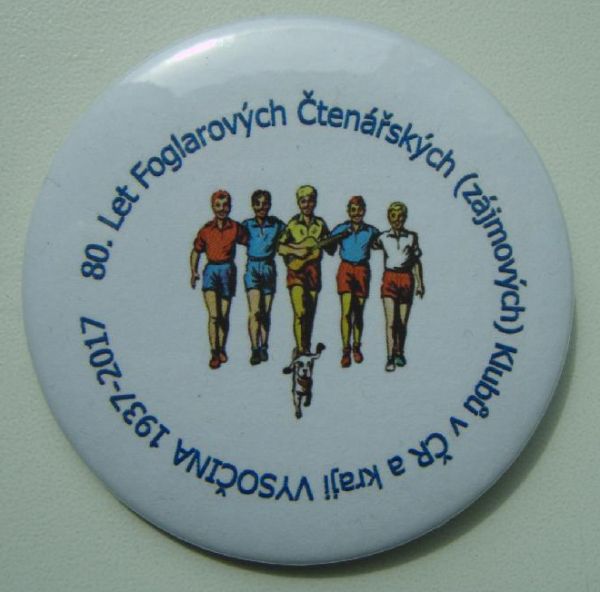 80. Let Foglarových Čtenářských (zájmových) Klubů v ČR a kraji VYSOČINA 1937-2017